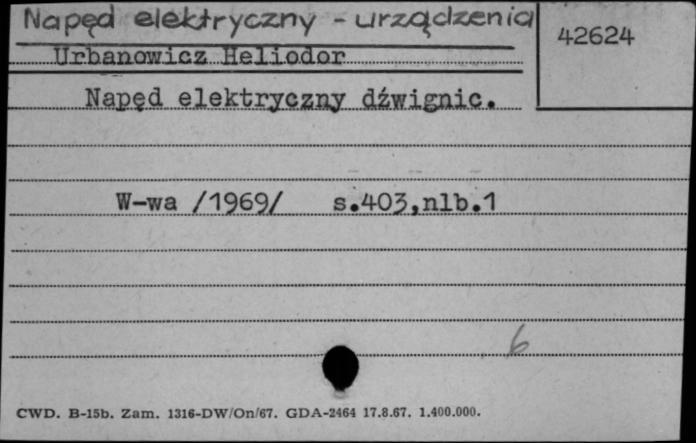 Napęd elektryczny - urządzenia
42624
Urbanowicz Heliodor
Napęd elektryczny dźwignic.
W-wa /1969/ s.403,nlb.1
6
CWD. B-15b. Zam. 1316-DW/On/67. GDA-2464 17.8.67. 1.400.000.